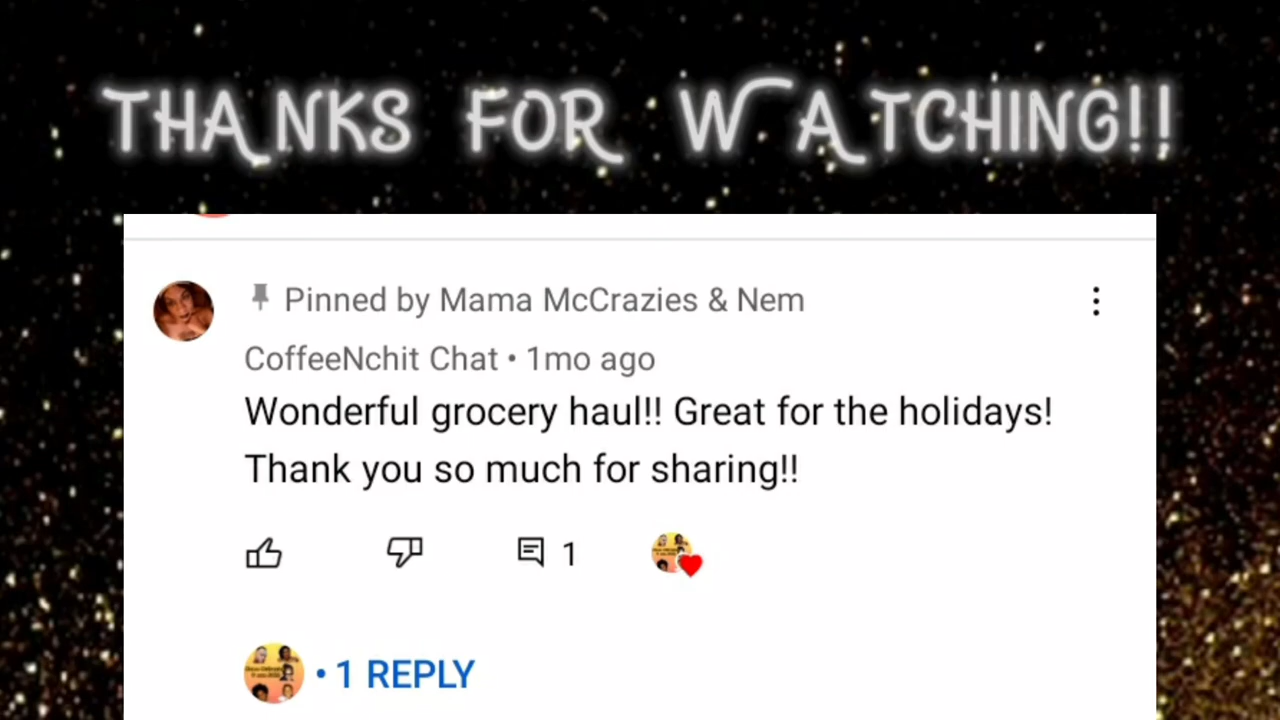 THANKS FOR WATCHING!!
Pinned by Mama McCrazies & Nem
CoffeeNchit Chat • 1mo ago
Wonderful grocery haul!! Great for the holidays!
Thank you so much for sharing!!
1
• 1 REPLY